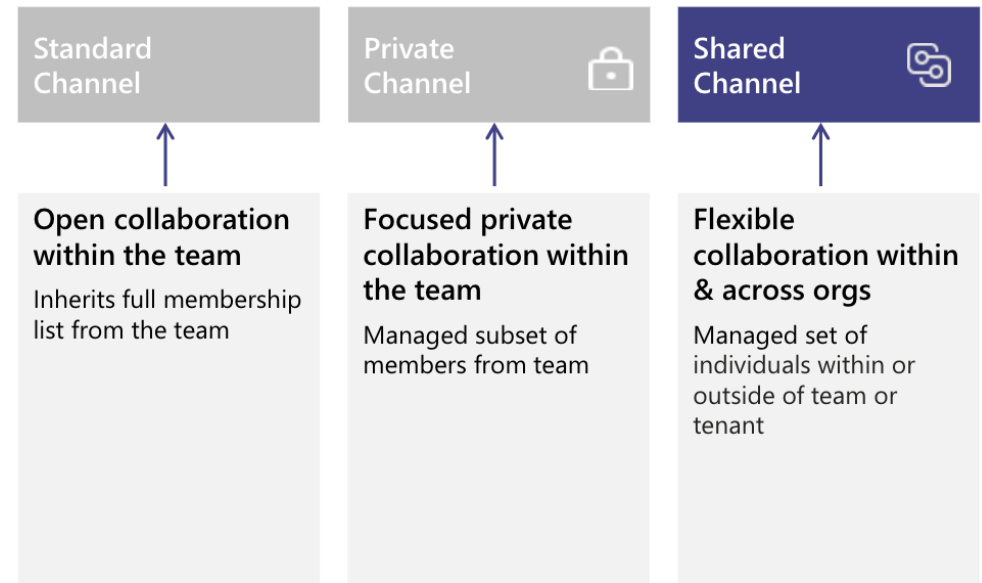 Standard
Channel
Private
Channel
Shared
Channel
Open collaboration
within the team
Inherits full membership
list from the team
Focused private
collaboration within
the team
Managed subset of
members from team
Flexible
collaboration within
& across orgs
Managed set of
individuals within or
outside of team or
tenant